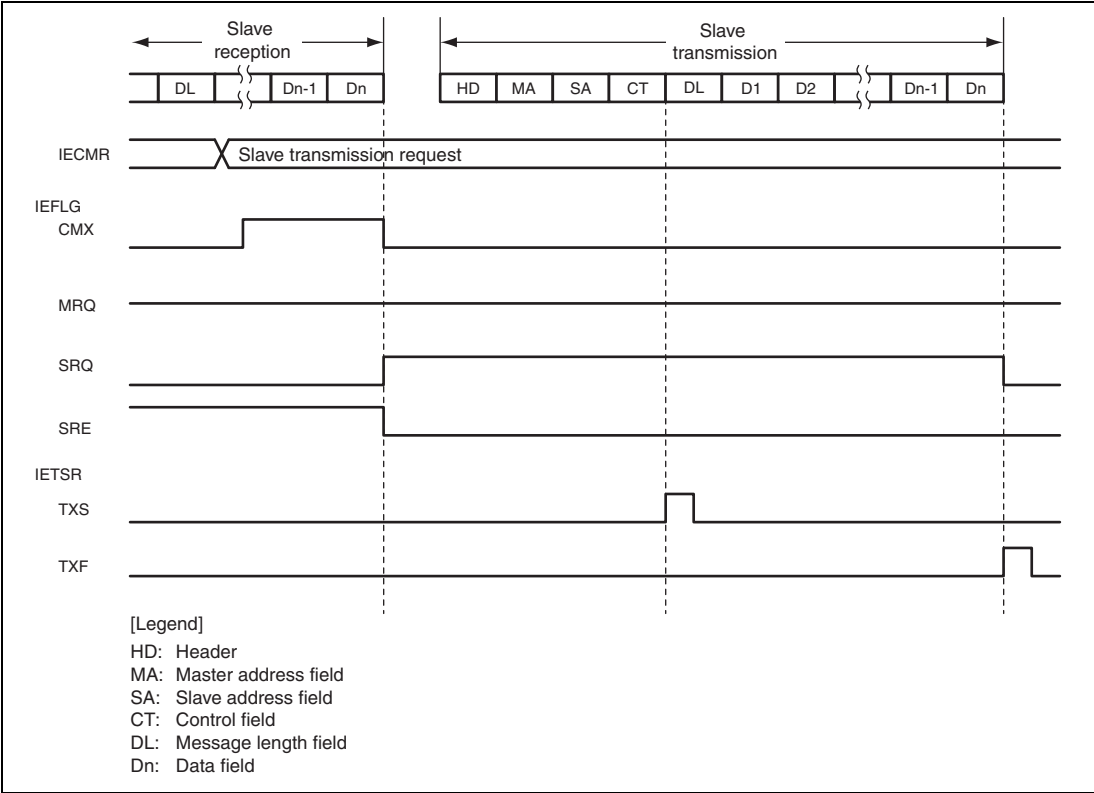 Slave
reception
Slave
transmission
DL Dn-1 Dn HD MA SA CT DL D1 D2 Dn-1 Dn
IECMR Slave transmission request
IEFLG
CMX
MRQ
SRQ
SRE
IETSR
TXS
TXF
[Legend]
HD: Header
MA: Master address field
SA: Slave address field
CT: Control field
DL: Message length field
Dn: Data field